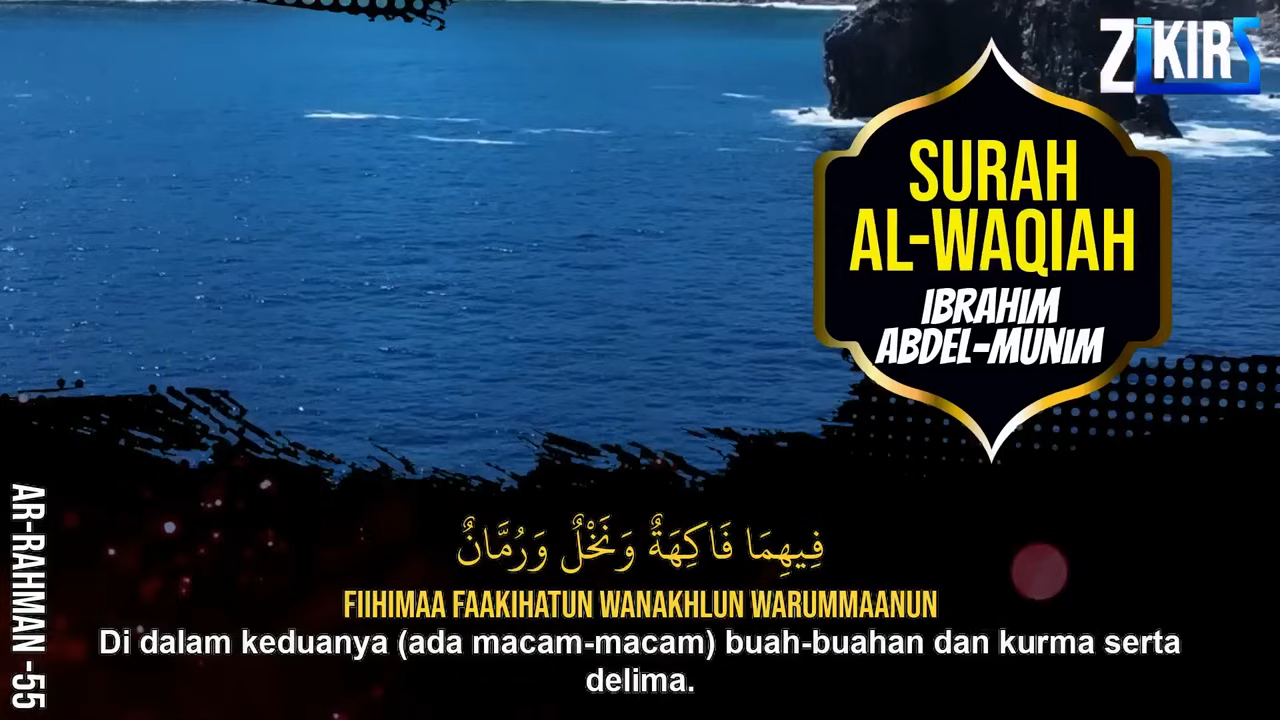 ZIKIR
SURAH
AL-WAQIAH
IBRAHIM
ABDEL-MUNIM
AR-RAHMAN -55
فِيهِمَا فَاكِهَةٌ وَنَخْلٌ وَرُمَّانٌ
FIIHIMAA FAAKIHATUN WANAKHLUN WARUMMAANUN
Di dalam keduanya (ada macam-macam) buah-buahan dan kurma serta
delima.